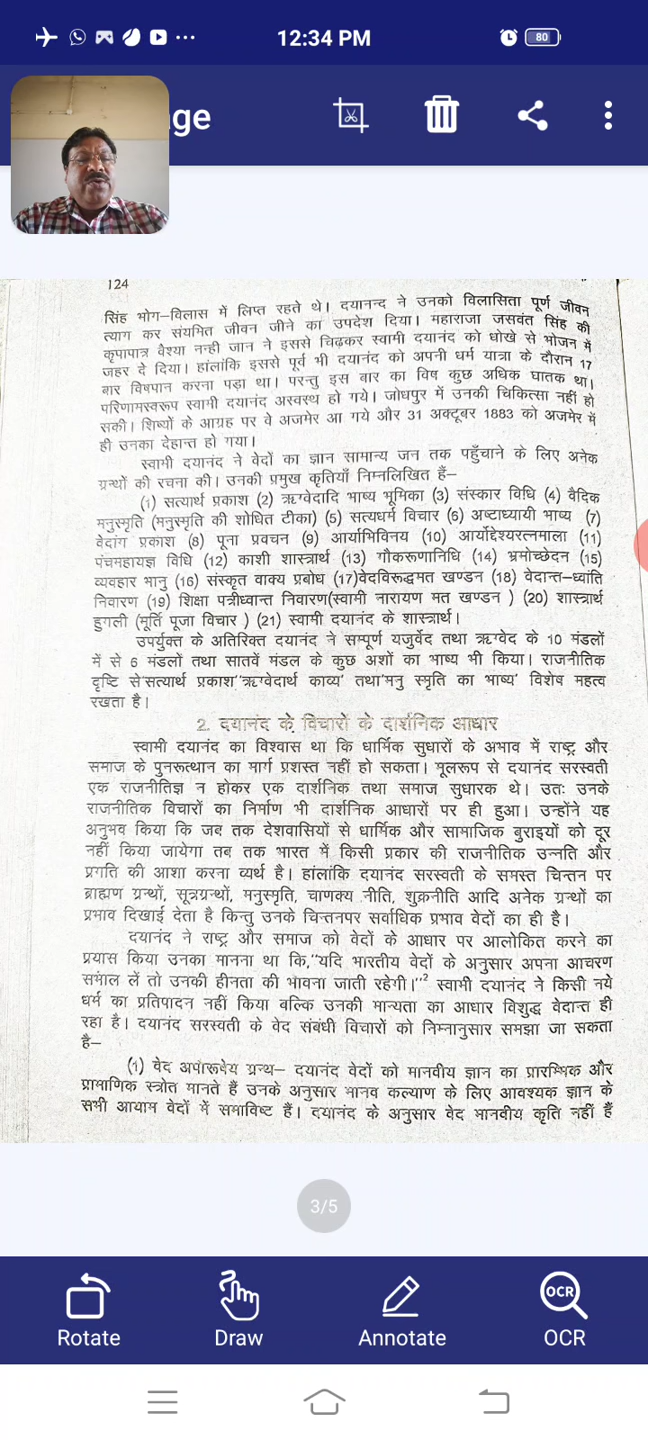 12:34 PM
80
ge
124
सिंह भोग–विलास में लिप्त रहते थे। दयानन्द ने उनको विलासिता पूर्ण जीवन
त्याग कर संयमित जीवन जीने का उपदेश दिया। महाराजा जसवंत सिंह की
कृपापात्र वैश्या नन्ही जान ने इससे चिढ़कर स्वामी दयानंद को धोखे से भोजन में
जहर दे दिया। हांलांकि इससे पूर्व भी दयानंद को अपनी धर्म यात्रा के दौरान 17
बार विषपान करना पड़ा था। परन्तु इस बार का विष कुछ अधिक घातक था।
परिणामस्वरूप स्वामी दयानंद अस्वस्थ हो गये। जोधपुर में उनकी चिकित्सा नहीं हो
सकी। शिष्यों के आग्रह पर वे अजमेर आ गये और 31 अक्टूबर 1883 को अजमेर में
ही उनका देहान्त हो गया।
स्वामी दयानंद ने वेदों का ज्ञान सामान्य जन तक पहुँचाने के लिए अनेक
ग्रन्थों की रचना की। उनकी प्रमुख कृतियाँ निम्नलिखित हैं–
(1) सत्यार्थ प्रकाश (2) ऋग्वेदादि भाष्य भूमिका (3) संस्कार विधि (4) वैदिक
मनुस्मृति (मनुस्मृति की शोधित टीका) (5) सत्यधर्म विचार (6) अष्टाध्यायी भाष्य (7)
वेदांग प्रकाश (8) पूना प्रवचन (9) आर्याभिविनय (10) आर्योद्देश्यरत्नमाला (11)
पंचमहायज्ञ विधि (12) काशी शास्त्रार्थ (13) गौकरूणानिधि (14) भ्रमोच्छेदन (15)
व्यवहार भानु (16) संस्कृत वाक्य प्रबोध (17)वेदविरूद्धमत खण्डन (18) वेदान्त–ध्वांति
निवारण (19) शिक्षा पत्रीध्वान्त निवारण(स्वामी नारायण मत खण्डन ) (20) शास्त्रार्थ
हुगली (मूर्ति पूजा विचार ) (21) स्वामी दयानंद के शास्त्रार्थ।
उपर्युक्त के अतिरिक्त दयानंद ने सम्पूर्ण यजुर्वेद तथा ऋग्वेद के 10 मंडलों
में से 6 मंडलों तथा सातवें मंडल के कुछ अशों का भाष्य भी किया। राजनीतिक
दृष्टि से'सत्यार्थ प्रकाश''ऋग्वेदार्थ काव्य' तथा'मनु स्मृति का भाष्य' विशेष महत्व
रखता है।
2. दयानंद के विचारों के दार्शनिक आधार
स्वामी दयानंद का विश्वास था कि धार्मिक सुधारों के अभाव में राष्ट्र और
समाज के पुनरूत्थान का मार्ग प्रशस्त नहीं हो सकता। मूलरूप से दयानंद सरस्वती
एक राजनीतिज्ञ न होकर एक दार्शनिक तथा समाज सुधारक थे। उतः उनके
राजनीतिक विचारों का निर्माण भी दार्शनिक आधारों पर ही हुआ। उन्होंने यह
अनुभव किया कि जब तक देशवासियों से धार्मिक और सामाजिक बुराइयों को दूर
नहीं किया जायेगा तब तक भारत में किसी प्रकार की राजनीतिक उन्नति और
प्रगति की आशा करना व्यर्थ है। हांलाकि दयानंद सरस्वती के समस्त चिन्तन पर
ब्राह्मण ग्रन्थों, सूत्रग्रन्थों, मनुस्मृति, चाणक्य नीति, शुक्रनीति आदि अनेक ग्रन्थों का
प्रभाव दिखाई देता है किन्तु उनके चिन्तनपर सर्वाधिक प्रभाव वेदों का ही है।
दयानंद ने राष्ट्र और समाज को वेदों के आधार पर आलोकित करने का
प्रयास किया उनका मानना था कि,"यदि भारतीय वेदों के अनुसार अपना आचरण
संभाल लें तो उनकी हीनता की भावना जाती रहेगी।"² स्वामी दयानंद ने किसी नये
धर्म का प्रतिपादन नहीं किया वल्कि उनकी मान्यता का आधार विशुद्ध वेदान्त ही
रहा है। दयानंद सरस्वती के वेद संबंधी विचारों को निम्नानुसार समझा जा सकता
है–
(1) वेद अपौरूषेय ग्रन्थ– दयानंद वेदों को मानवीय ज्ञान का प्रारम्भिक और
प्रामाणिक स्त्रोत मानते हैं उनके अनुसार मानव कल्याण के लिए आवश्यक ज्ञान के
सभी आयाम वेदों में समाविष्ट हैं। दयानंद के अनुसार वेद मानवीय कृति नहीं हैं
3/5
Rotate
Draw
Annotate
OCR
OCR